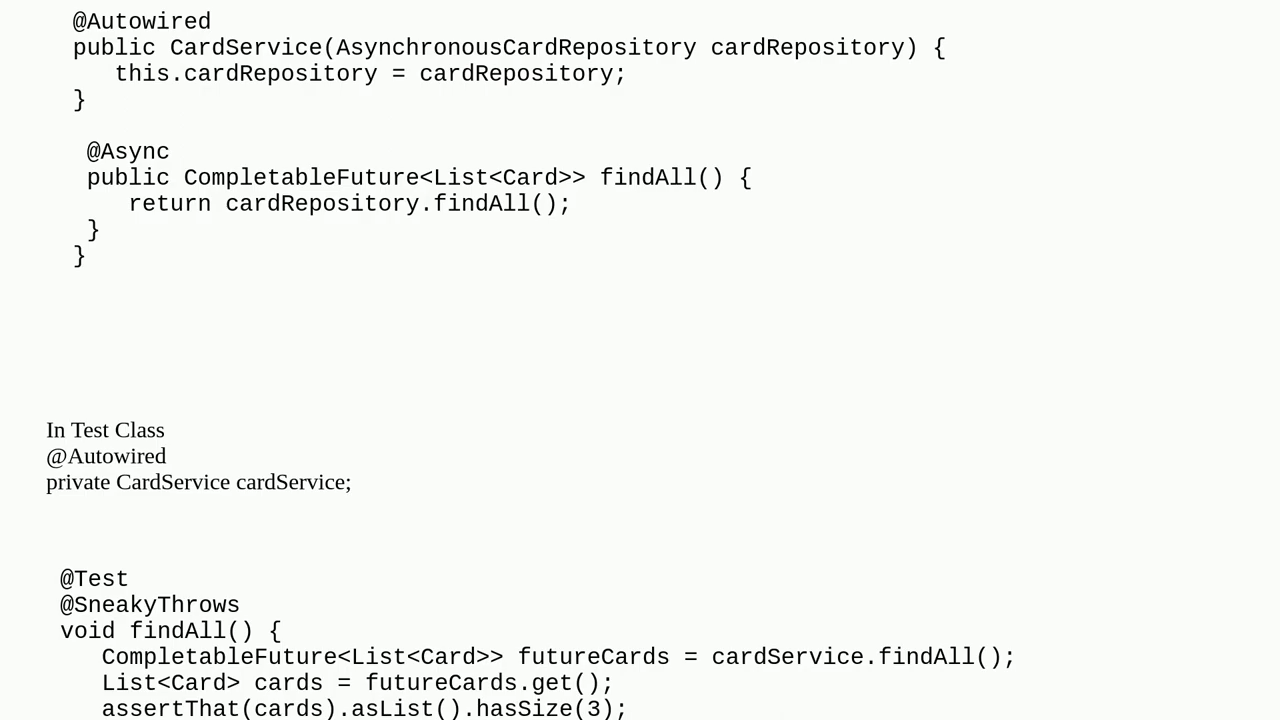 @Autowired
public CardService(AsynchronousCardRepository cardRepository) {
this.cardRepository = cardRepository;
}
@Async
public CompletableFuture<List<Card>> findAll() {
return cardRepository.findAll();
}
}
In Test Class
@Autowired
private CardService cardService;
@Test
@SneakyThrows
void findAll() {
CompletableFuture<List<Card>> futureCards = cardService.findAll();
List<Card> cards = futureCards.get();
assertThat(cards).asList().hasSize(3);